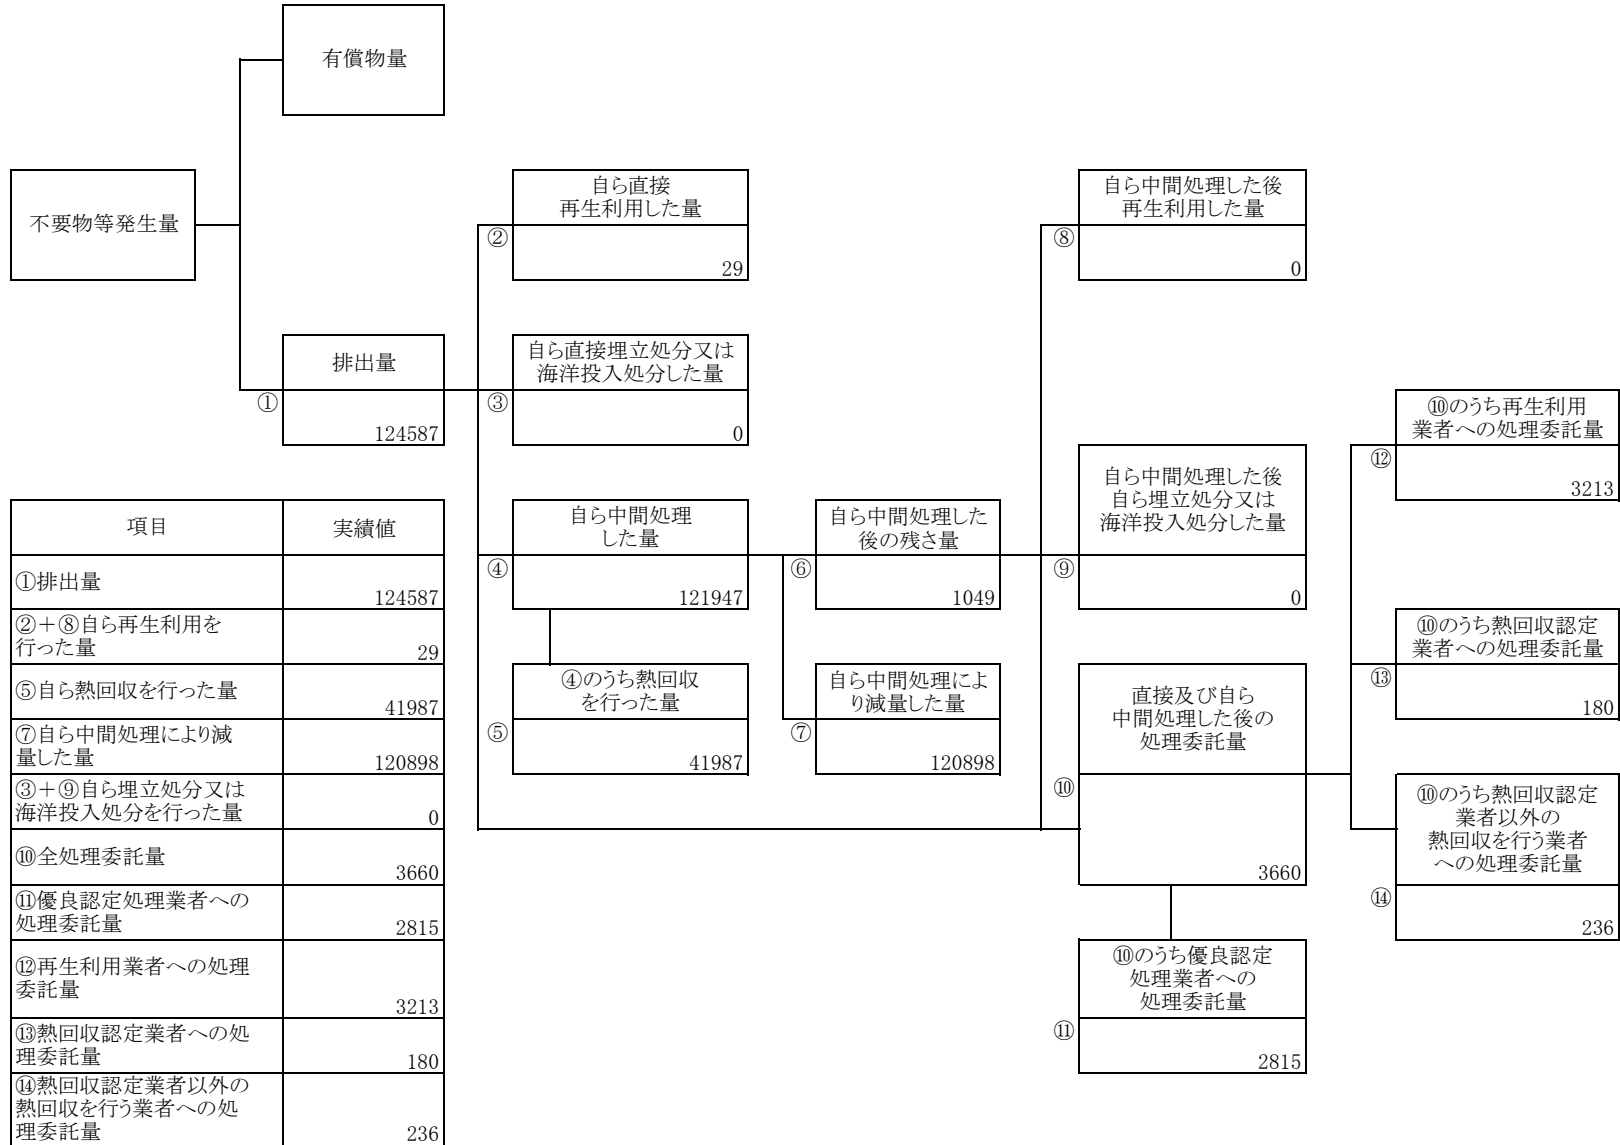 有償物量
不要物等発生量
自ら直接
再生利用した量
②
29
自ら中間処理した後
再生利用した量
⑧
0
排出量
①
124587
自ら直接埋立処分又は
海洋投入処分した量
③
0
⑩のうち再生利用
業者への処理委託量
⑫
3213
自ら中間処理
した量
④
121947
自ら中間処理した
後の残さ量
⑥
1049
自ら中間処理した後
自ら埋立処分又は
海洋投入処分した量
⑨
0
⑩のうち熱回収認定
業者への処理委託量
⑬
180
④のうち熱回収
を行った量
⑤
41987
自ら中間処理によ
り減量した量
⑦
120898
直接及び自ら
中間処理した後の
処理委託量
⑩
3660
⑩のうち熱回収認定
業者以外の
熱回収を行う業者
への処理委託量
⑭
236
⑩のうち優良認定
処理業者への
処理委託量
⑪
2815
項目 実績値
①排出量
124587
②+⑧自ら再生利用を
行った量
29
⑤自ら熱回収を行った量
41987
⑦自ら中間処理により減
量した量
120898
③+⑨自ら埋立処分又は
海洋投入処分を行った量
0
⑩全処理委託量
3660
⑪優良認定処理業者への
処理委託量
2815
⑫再生利用業者への処理
委託量
3213
⑬熱回収認定業者への処
理委託量
180
⑭熱回収認定業者以外の
熱回収を行う業者への処
理委託量
236